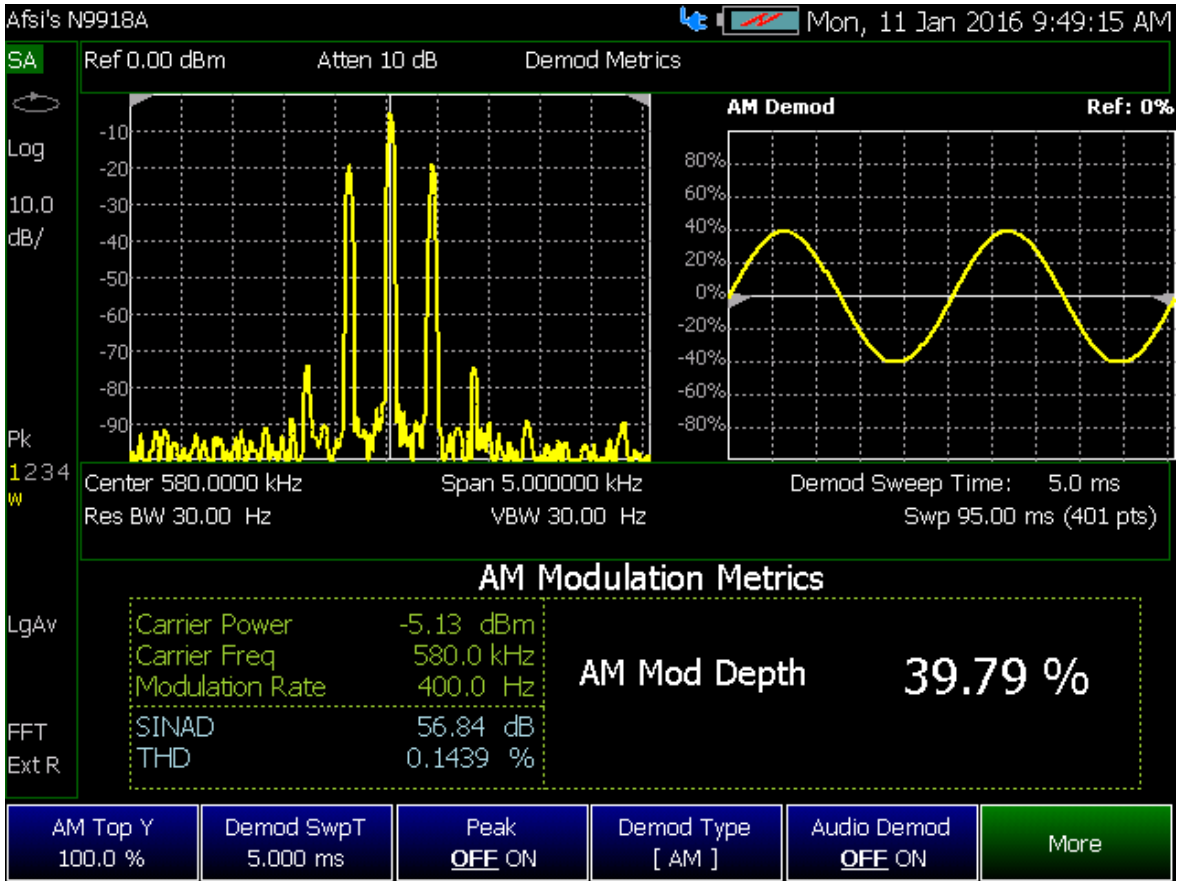 Afsi's N9918A
Mon, 11 Jan 2016 9:49:15 AM
SA
Ref 0.00 dBm Atten 10 dB Demod Metrics
Log
10.0
dB/
Pk
1234
W
LgAv
FFT
Ext R
-10
-20
-30
-40
-50
-60
-70
-80
-90
AM Demod Ref: 0%
80%
60%
40%
20%
0%
-20%
-40%
-60%
-80%
Center 580.0000 kHz Span 5.000000 kHz Demod Sweep Time: 5.0 ms
Res BW 30.00 Hz VBW 30.00 Hz Swp 95.00 ms (401 pts)
AM Modulation Metrics
Carrier Power -5.13 dBm
Carrier Freq 580.0 kHz
Modulation Rate 400.0 Hz
SINAD 56.84 dB
THD 0.1439 %
AM Mod Depth 39.79 %
AM Top Y
100.0 %
Demod SwpT
5.000 ms
Peak
OFF ON
Demod Type
[ AM ]
Audio Demod
OFF ON
More